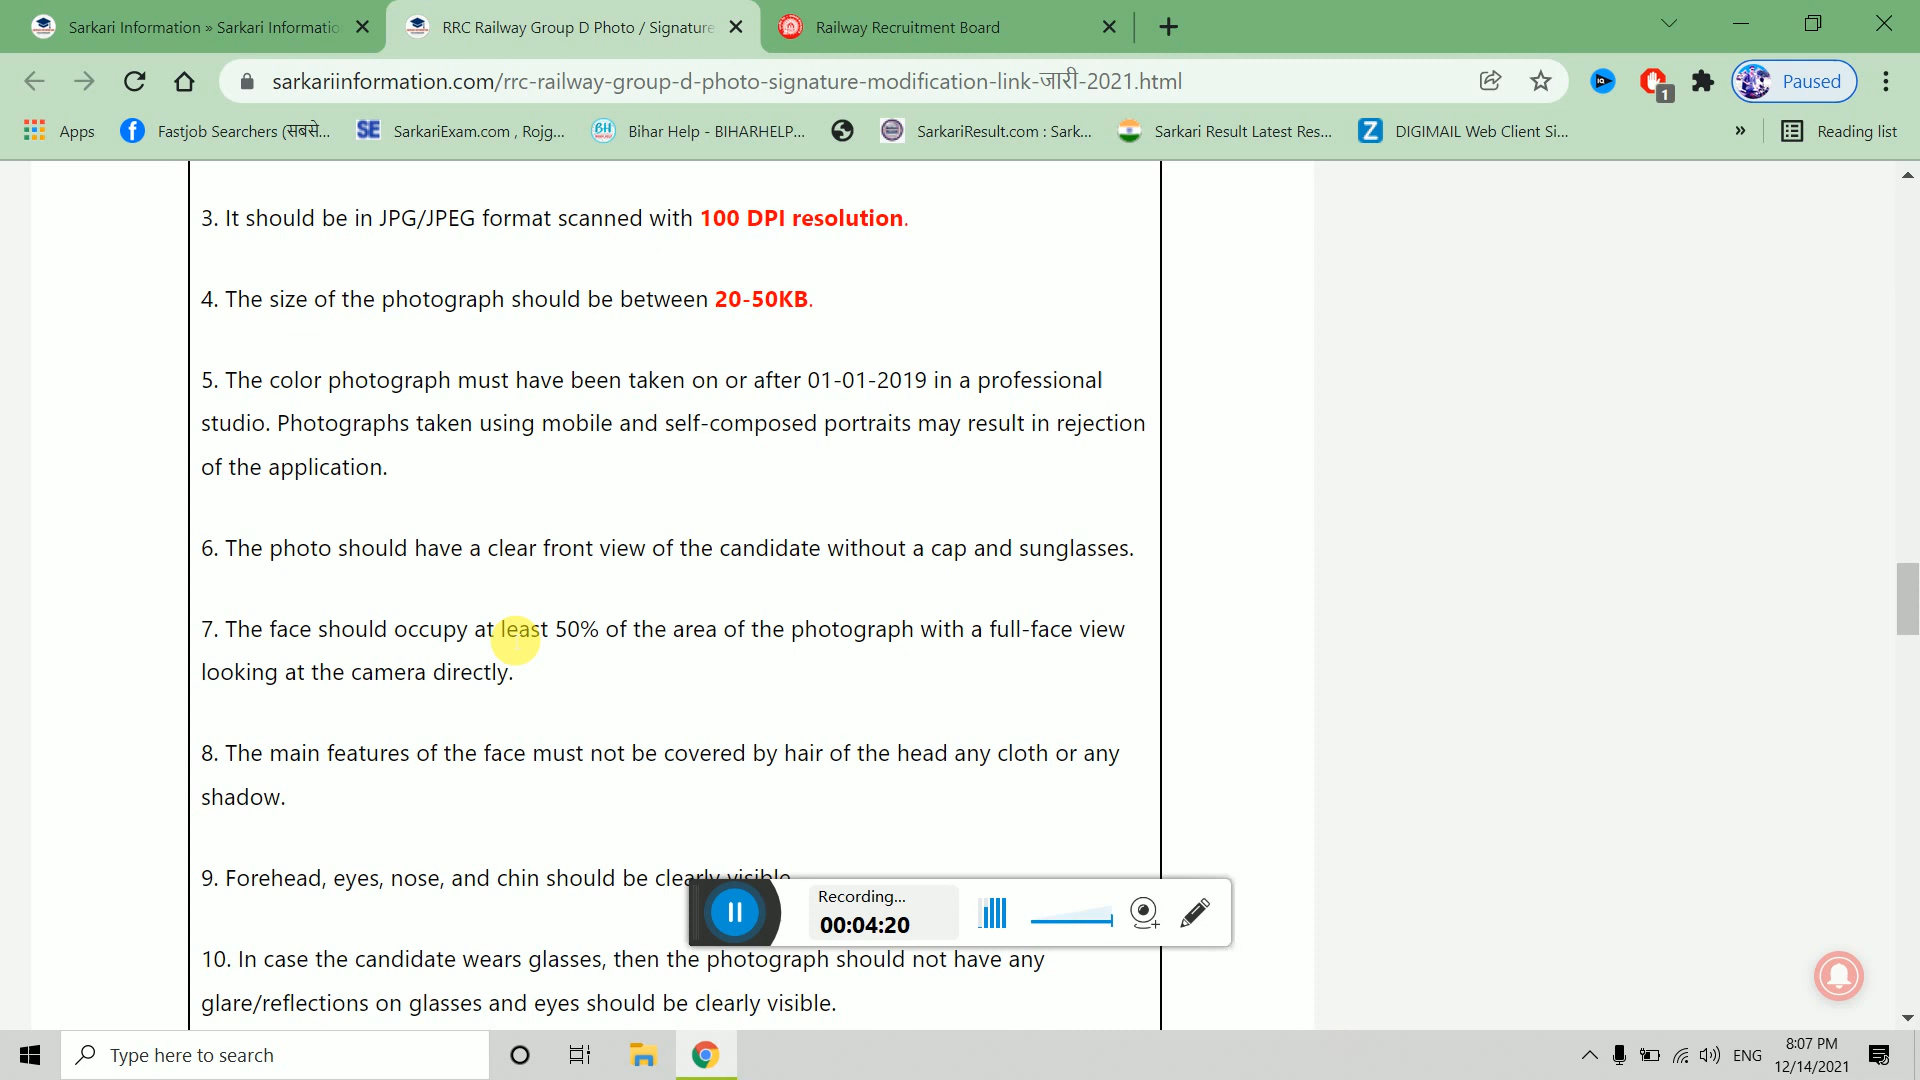 Sarkari Information » Sarkari Informatio
RRC Railway Group D Photo / Signature
Railway Recruitment Board
sarkariinformation.com/rrc-railway-group-d-photo-signature-modification-link-जारी-2021.html
1
Paused
Apps
Fastjob Searchers (सबसे...
SE SarkariExam.com , Rojg...
BH Bihar Help - BIHARHELP...
SarkariResult.com : Sark...
Sarkari Result Latest Res...
Z DIGIMAIL Web Client Si...
»
Reading list
3. It should be in JPG/JPEG format scanned with 100 DPI resolution.
4. The size of the photograph should be between 20-50KB.
5. The color photograph must have been taken on or after 01-01-2019 in a professional
studio. Photographs taken using mobile and self-composed portraits may result in rejection
of the application.
6. The photo should have a clear front view of the candidate without a cap and sunglasses.
7. The face should occupy at least 50% of the area of the photograph with a full-face view
looking at the camera directly.
8. The main features of the face must not be covered by hair of the head any cloth or any
shadow.
9. Forehead, eyes, nose, and chin should be clearly visible
Recording...
00:04:20
10. In case the candidate wears glasses, then the photograph should not have any
glare/reflections on glasses and eyes should be clearly visible.
Type here to search
ENG
8:07 PM
12/14/2021